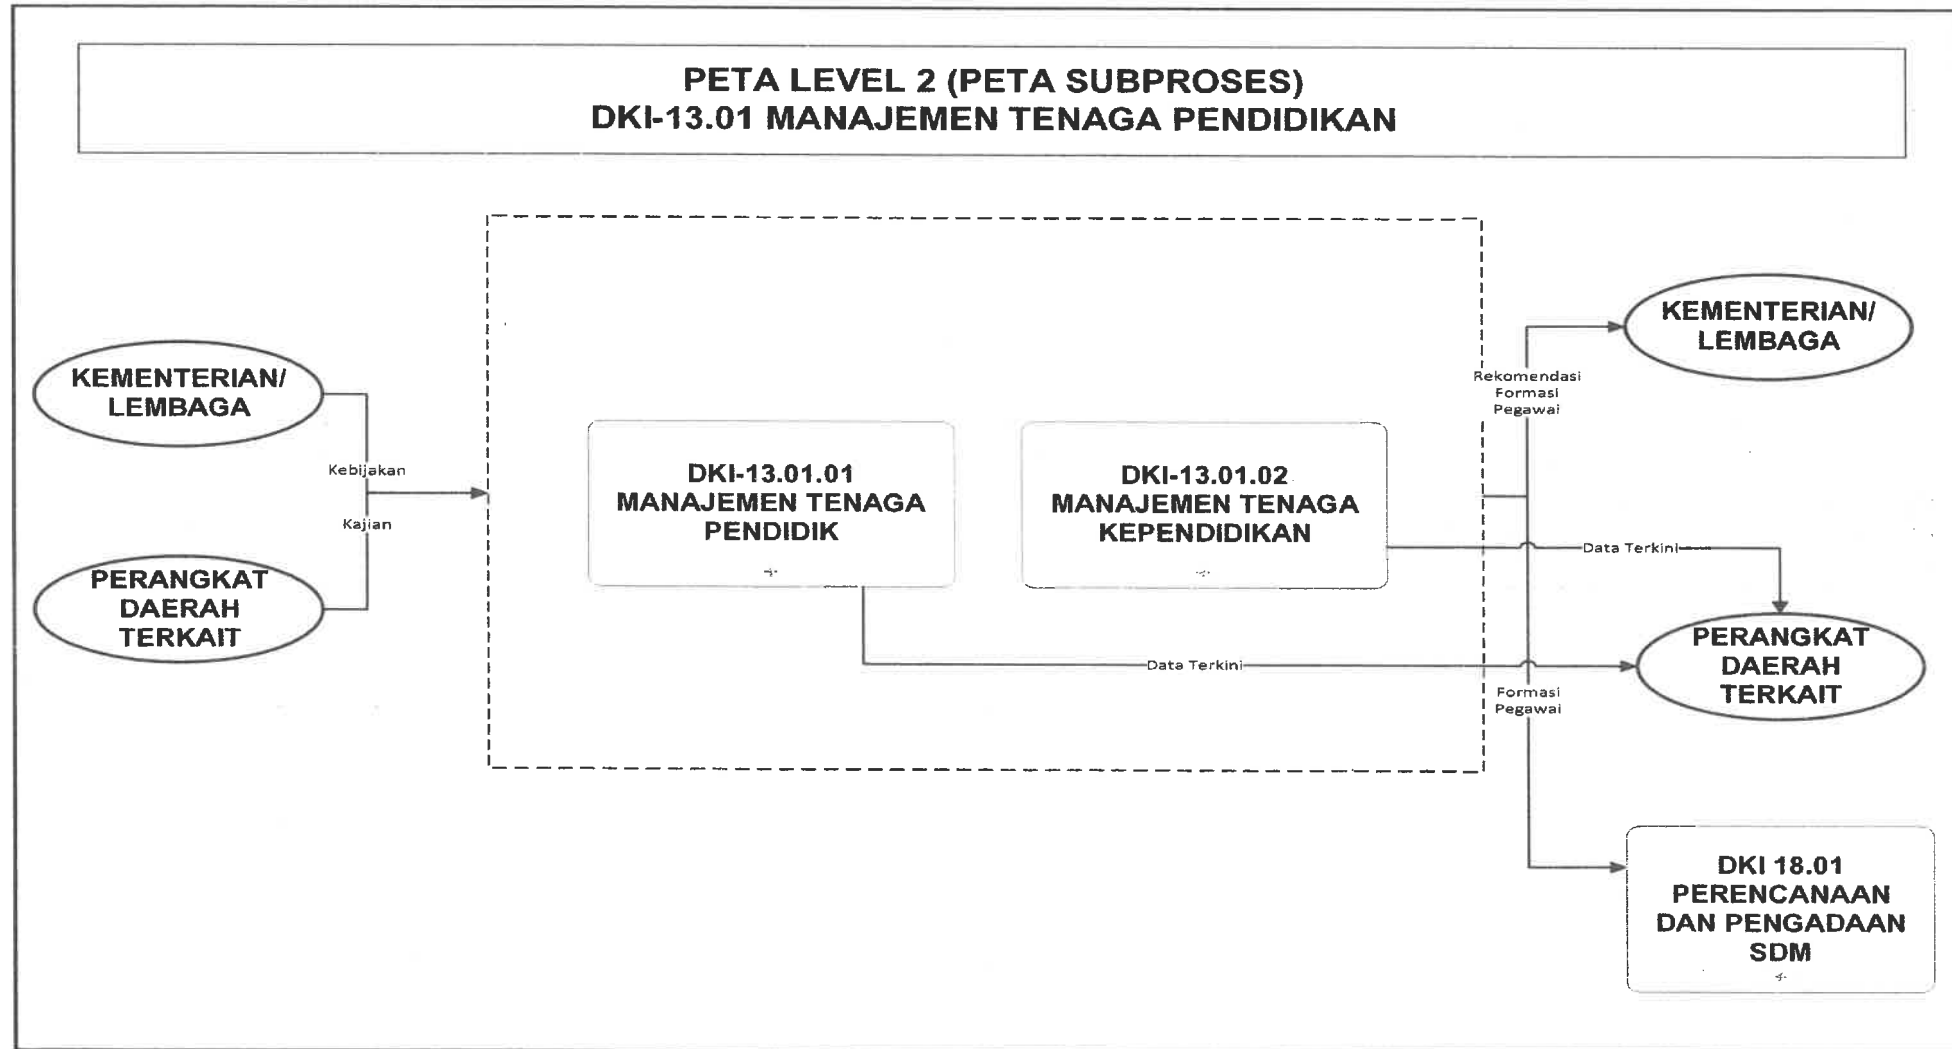 PETA LEVEL 2 (PETA SUBPROSES)
DKI-13.01 MANAJEMEN TENAGA PENDIDIKAN
KEMENTERIAN/
LEMBAGA
Kebijakan
Kajian
PERANGKAT
DAERAH
TERKAIT
DKI-13.01.01
MANAJEMEN TENAGA
PENDIDIK
DKI-13.01.02
MANAJEMEN TENAGA
KEPENDIDIKAN
Rekomendasi
Formasi
Pegawai
KEMENTERIAN/
LEMBAGA
Data Terkini
Data Terkini
PERANGKAT
DAERAH
TERKAIT
Formasi
Pegawai
DKI 18.01
PERENCANAAN
DAN PENGADAAN
SDM